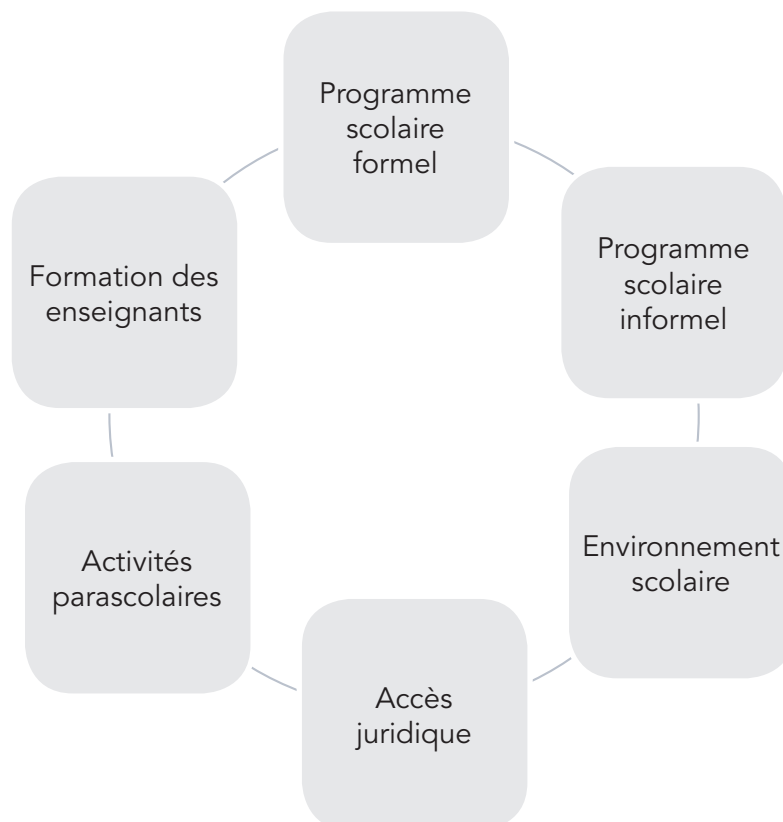 Programme
scolaire
formel
Programme
scolaire
informel
Environnement
scolaire
Accès
juridique
Activités
parascolaires
Formation des
enseignants